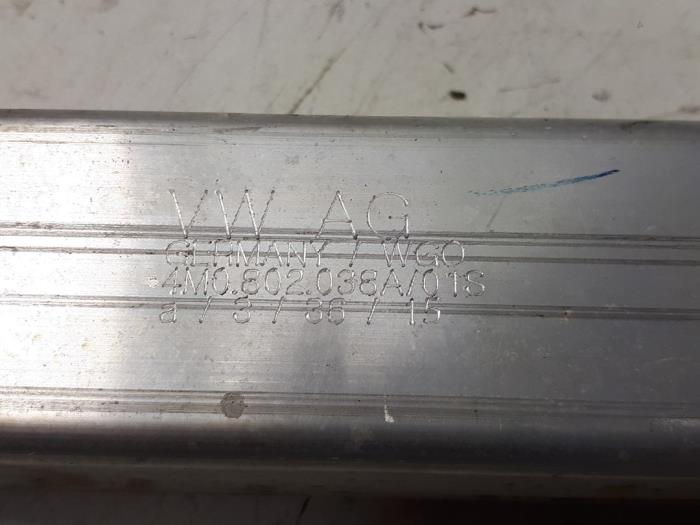 VW AG
GERMANY / WGO
4M0.802.038A/01S
a / 3 / 36 / 15